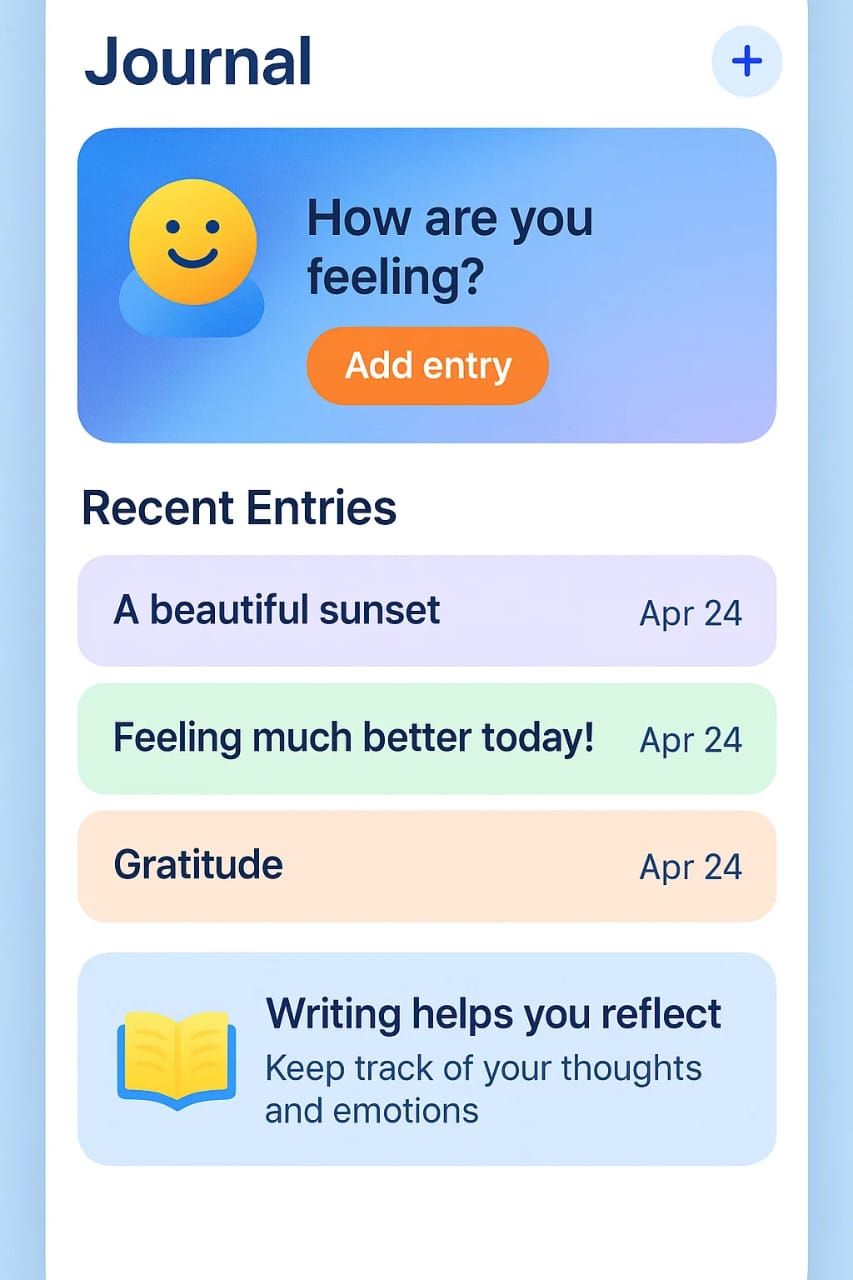 Journal
+
How are you
feeling?
Add entry
Recent Entries
A beautiful sunset Apr 24
Feeling much better today! Apr 24
Gratitude Apr 24
Writing helps you reflect
Keep track of your thoughts
and emotions